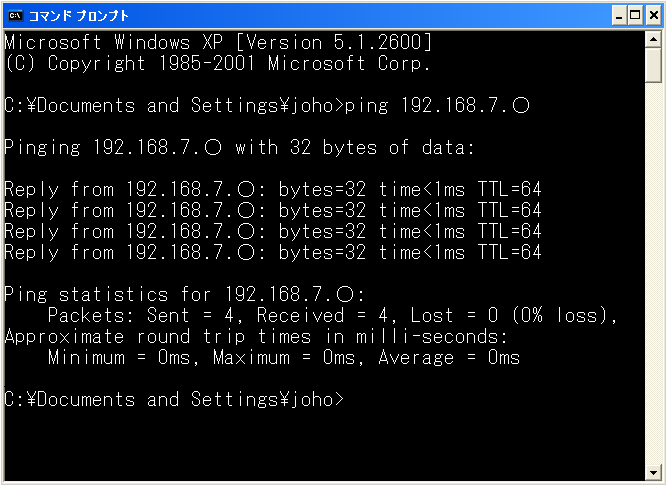 コマンド プロンプト
Microsoft Windows XP [Version 5.1.2600]
(C) Copyright 1985-2001 Microsoft Corp.
C:¥Documents and Settings¥joho>ping 192.168.7.○
Pinging 192.168.7.○ with 32 bytes of data:
Reply from 192.168.7.○: bytes=32 time<1ms TTL=64
Reply from 192.168.7.○: bytes=32 time<1ms TTL=64
Reply from 192.168.7.○: bytes=32 time<1ms TTL=64
Reply from 192.168.7.○: bytes=32 time<1ms TTL=64
Ping statistics for 192.168.7.○:
Packets: Sent = 4, Received = 4, Lost = 0 (0% loss),
Approximate round trip times in milli-seconds:
Minimum = 0ms, Maximum = 0ms, Average = 0ms
C:¥Documents and Settings¥joho>